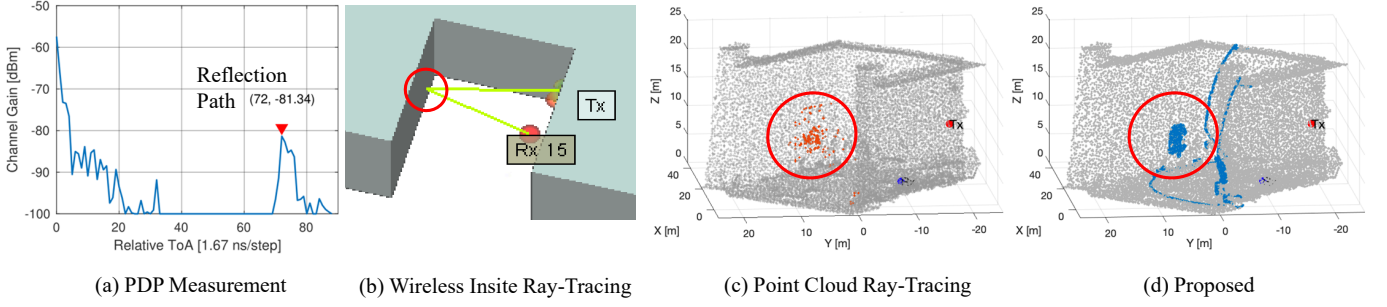 -50
-60
-70
-80
-90
-100
Channel Gain [dBm]
Reflection
Path (72, -81.34)
0 20 40 60 80
Relative ToA [1.67 ns/step]
(a) PDP Measurement
Tx
Rx 15
(b) Wireless Insite Ray-Tracing
25
20
15
10
5
0
Z [m]
Tx
40
20
0
X [m]
20 10 0 -10 -20
Y [m]
(c) Point Cloud Ray-Tracing
25
20
15
10
5
0
Z [m]
Tx
40
20
0
X [m]
20 10 0 -10 -20
Y [m]
(d) Proposed